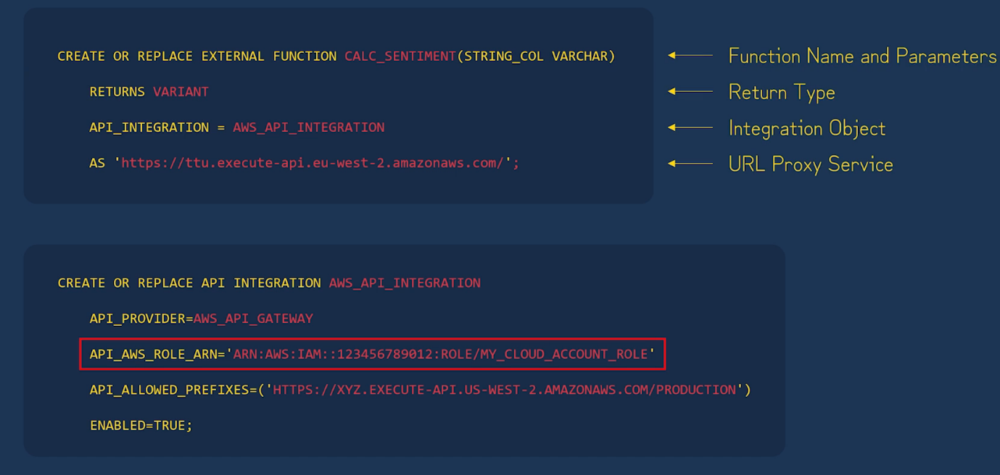 CREATE OR REPLACE EXTERNAL FUNCTION CALC_SENTIMENT(STRING_COL VARCHAR)
Function Name and Parameters
RETURNS VARIANT
Return Type
API_INTEGRATION = AWS_API_INTEGRATION
Integration Object
AS 'https://ttu.execute-api.eu-west-2.amazonaws.com/';
URL Proxy Service
CREATE OR REPLACE API INTEGRATION AWS_API_INTEGRATION
API_PROVIDER=AWS_API_GATEWAY
API_AWS_ROLE_ARN='ARN:AWS:IAM::123456789012:ROLE/MY_CLOUD_ACCOUNT_ROLE'
API_ALLOWED_PREFIXES=('HTTPS://XYZ.EXECUTE-API.US-WEST-2.AMAZONAWS.COM/PRODUCTION')
ENABLED=TRUE;